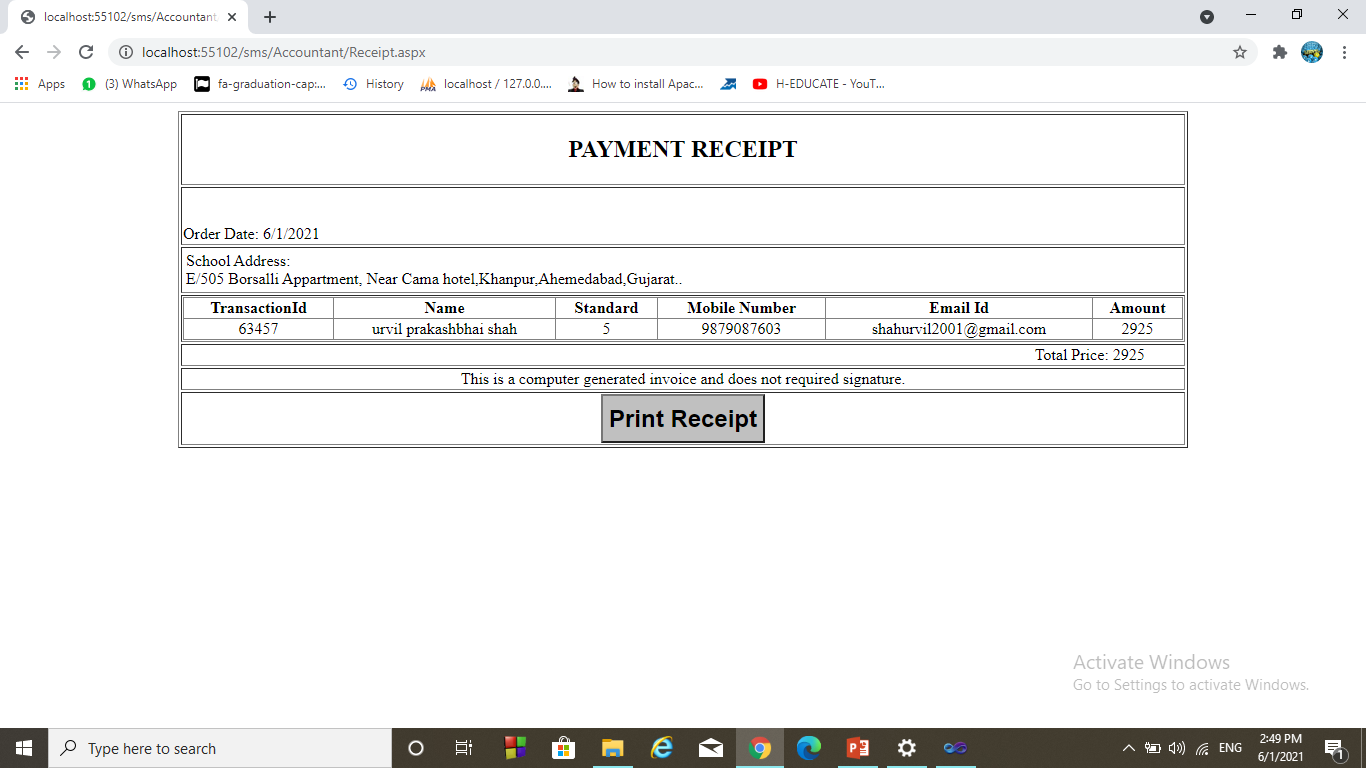 localhost:55102/sms/Accountant
localhost:55102/sms/Accountant/Receipt.aspx
Apps (3) WhatsApp fa-graduation-cap:... History localhost / 127.0.0.... How to install Apac... H-EDUCATE - YouT...
PAYMENT RECEIPT
Order Date: 6/1/2021
School Address:
E/505 Borsalli Appartment, Near Cama hotel,Khanpur,Ahemedabad,Gujarat..
TransactionId Name Standard Mobile Number Email Id Amount
63457 urvil prakashbhai shah 5 9879087603 shahurvil2001@gmail.com 2925
Total Price: 2925
This is a computer generated invoice and does not required signature.
Print Receipt
Activate Windows
Go to Settings to activate Windows.
Type here to search
ENG
2:49 PM
6/1/2021
1